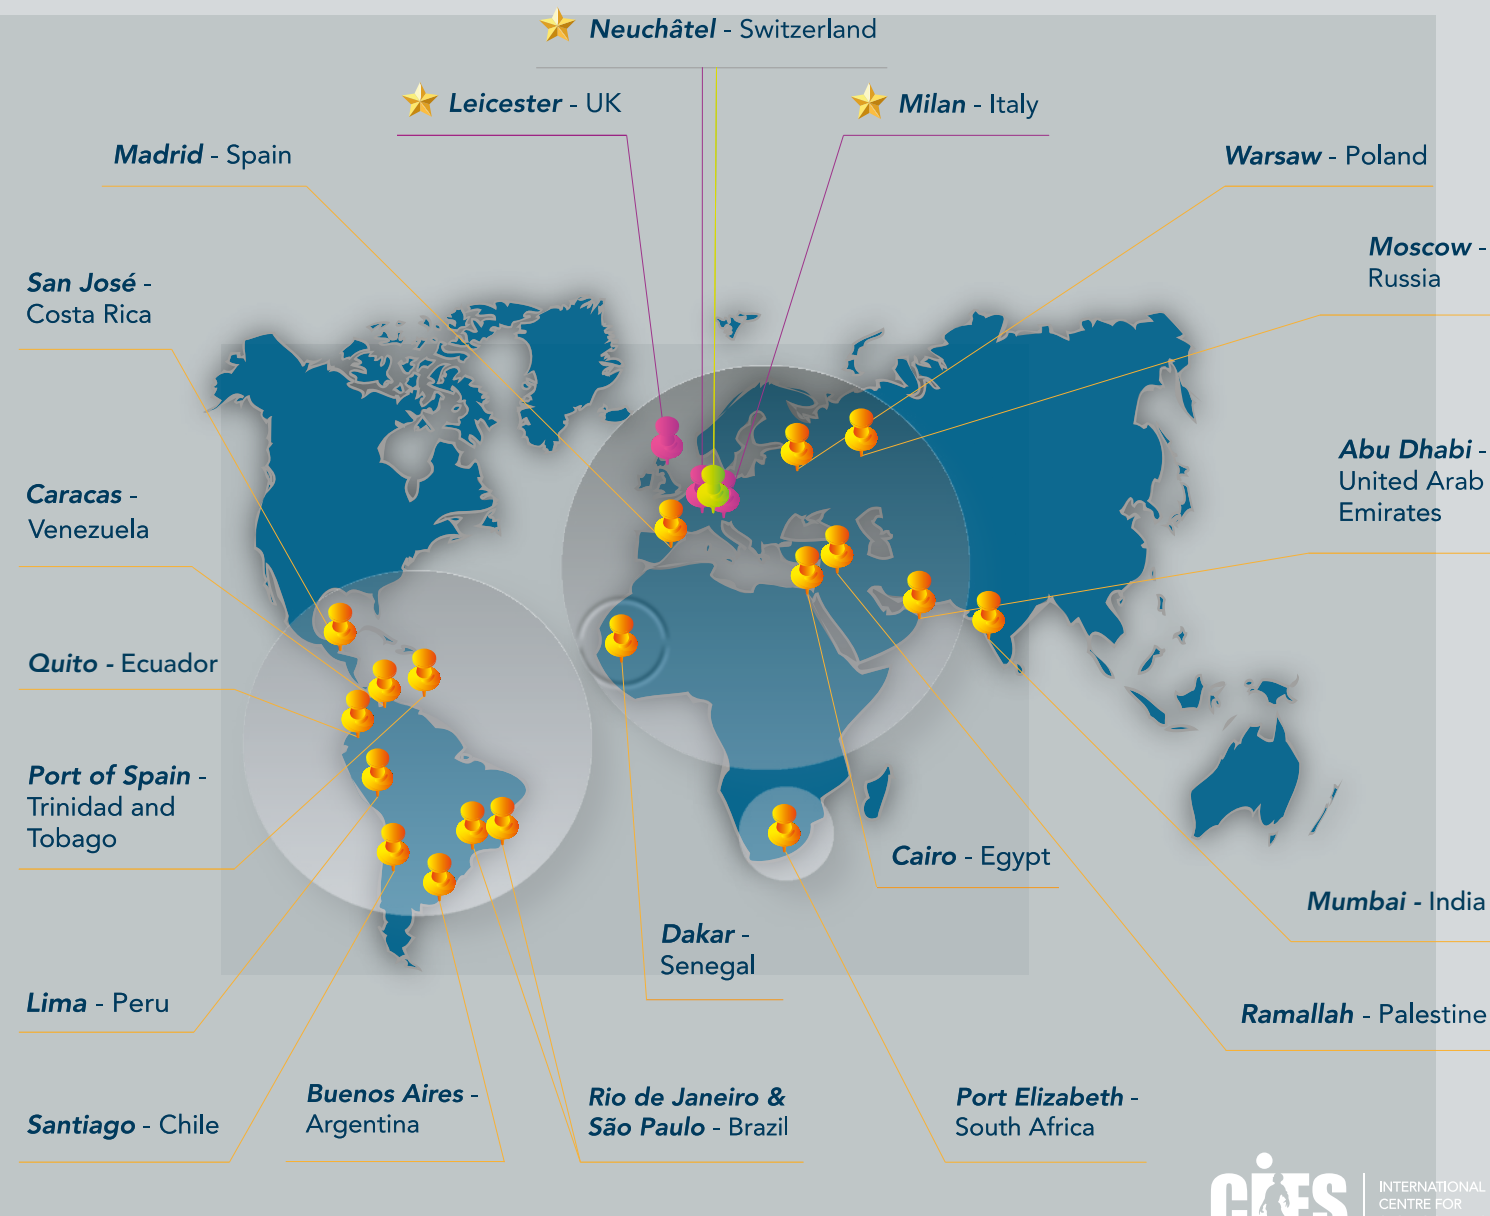 Neuchâtel - Switzerland
Leicester - UK
Milan - Italy
Madrid - Spain
Warsaw - Poland
Moscow -
Russia
San José -
Costa Rica
Abu Dhabi -
United Arab
Emirates
Caracas -
Venezuela
Quito - Ecuador
Port of Spain -
Trinidad and
Tobago
Cairo - Egypt
Mumbai - India
Dakar -
Senegal
Lima - Peru
Ramallah - Palestine
Buenos Aires -
Argentina
Rio de Janeiro &
São Paulo - Brazil
Port Elizabeth -
South Africa
Santiago - Chile
CIES
INTERNATIONAL
CENTRE FOR